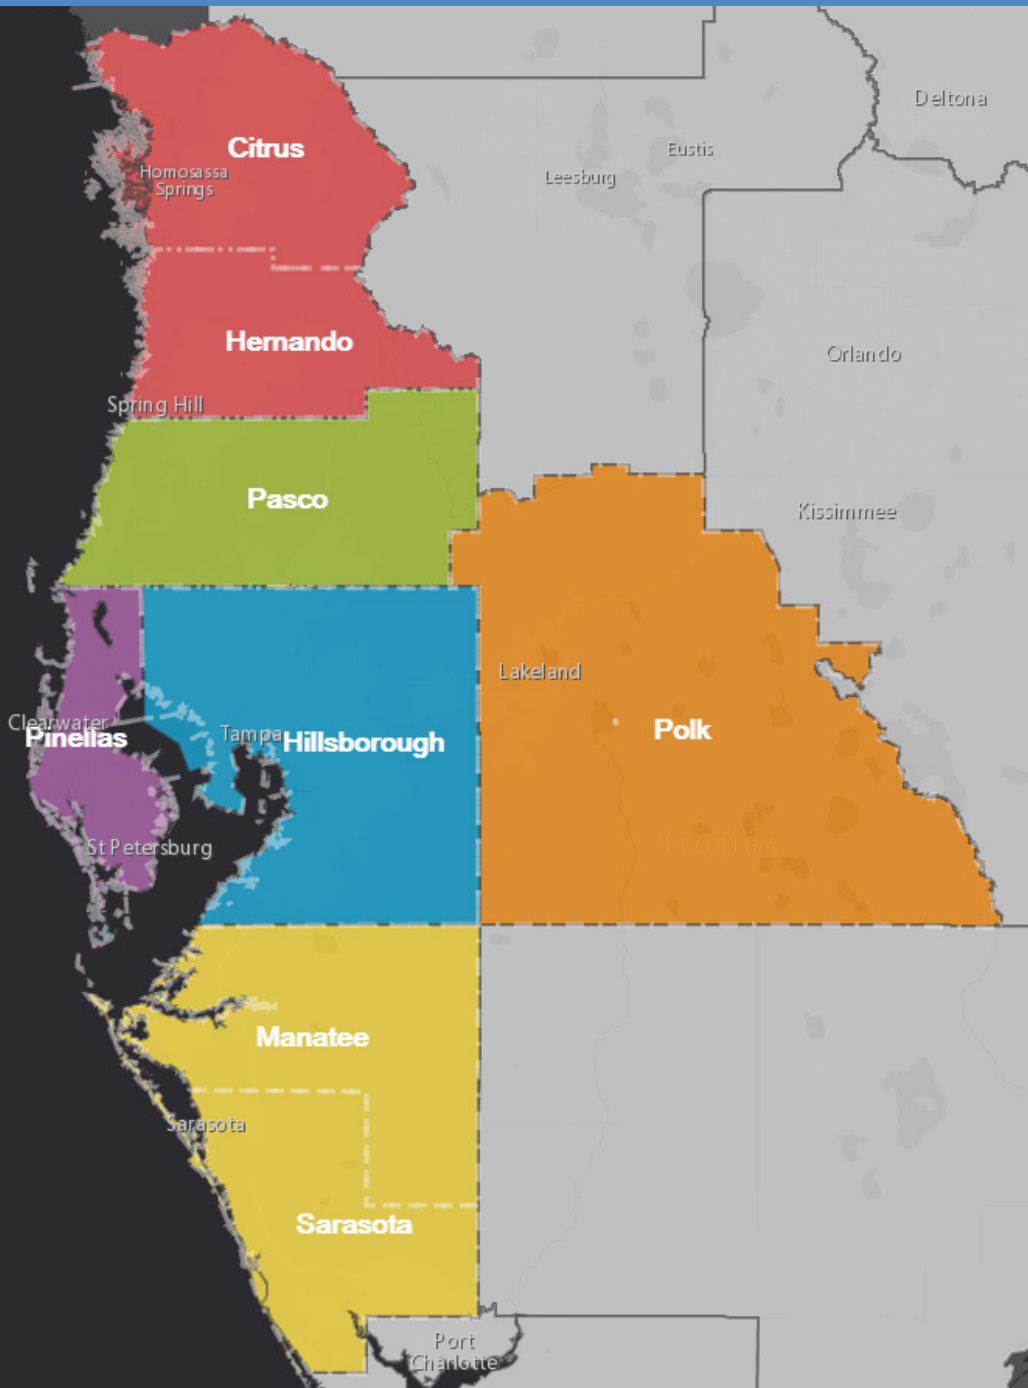 Deltona
Citrus
Eustis
Homosassa
Springs
Leesburg
Hernando
Orlando
Spring Hill
Pasco
Kissimmee
Lakeland
Clearwater
Pinellas
Tampa
Hillsborough
Polk
St Petersburg
FLORIDA
Manatee
Sarasota
Sarasota
Port
Charlotte